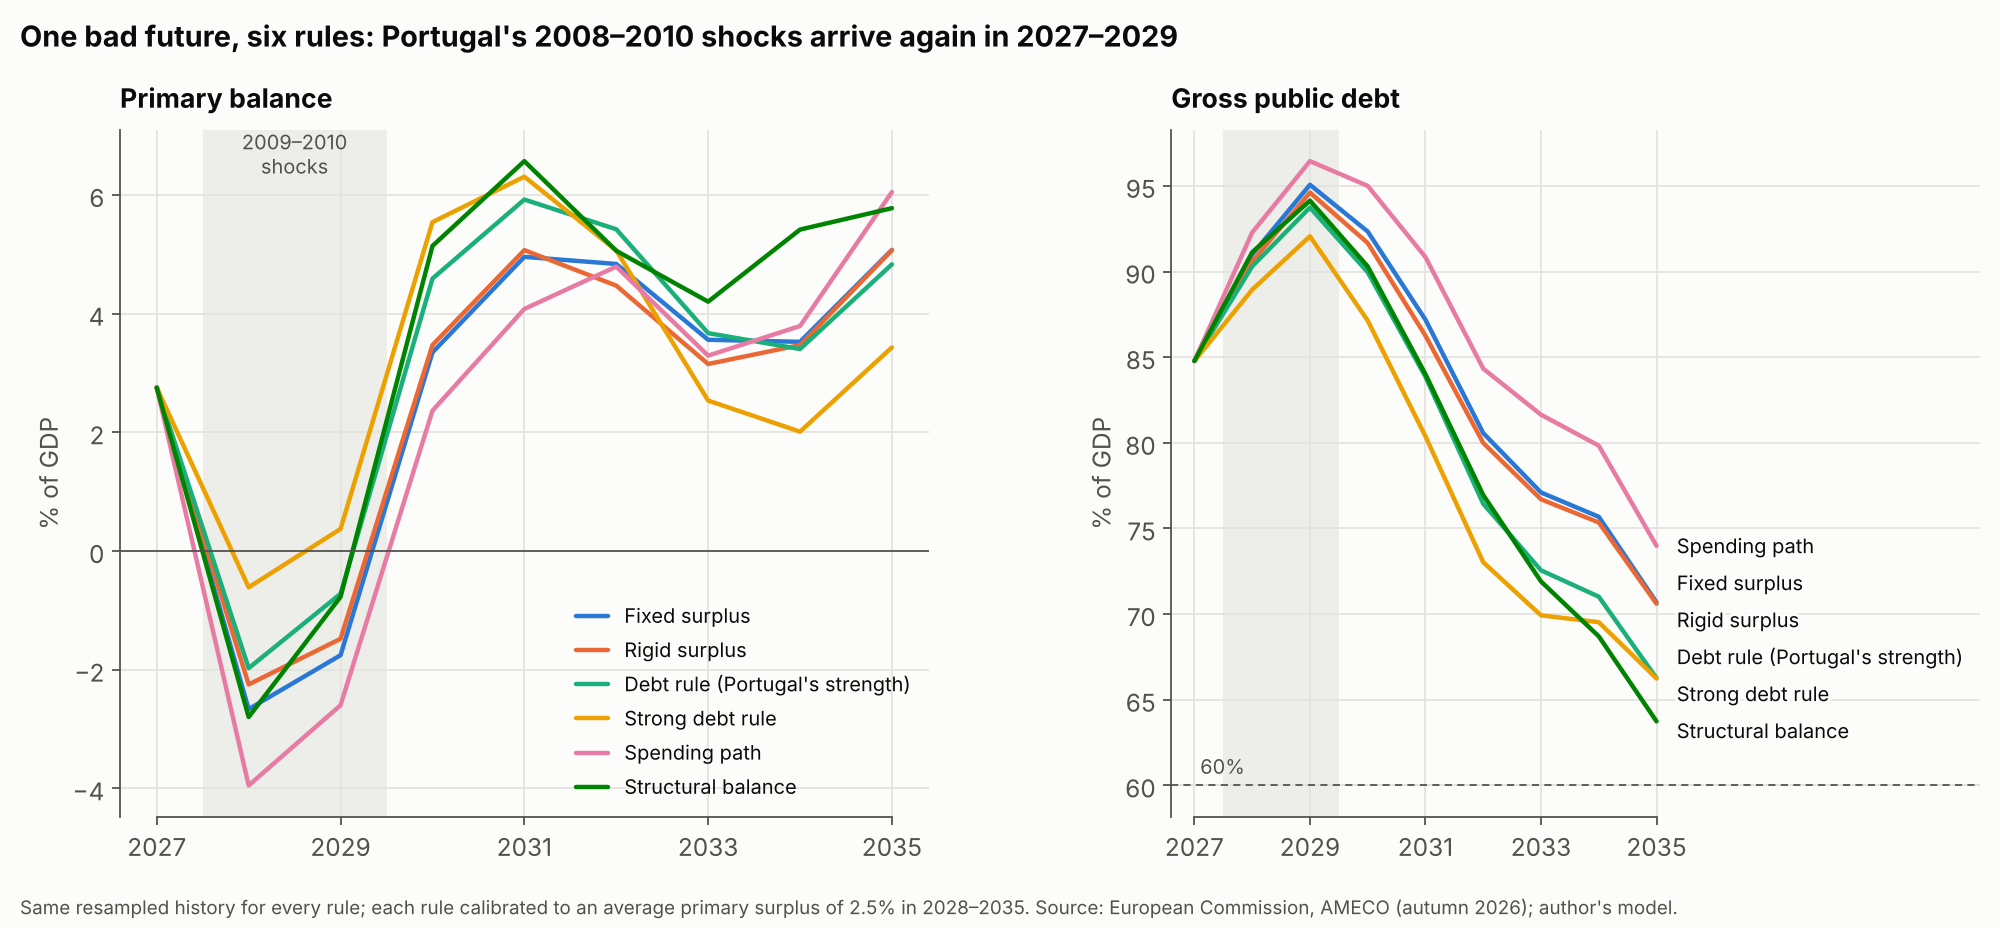 One bad future, six rules: Portugal's 2008–2010 shocks arrive again in 2027–2029
Primary balance
2009–2010
shocks
% of GDP
6
4
2
0
−2
−4
2027
2029
2031
2033
2035
Fixed surplus
Rigid surplus
Debt rule (Portugal's strength)
Strong debt rule
Spending path
Structural balance
Gross public debt
% of GDP
95
90
85
80
75
70
65
60
60%
2027
2029
2031
2033
2035
Spending path
Fixed surplus
Rigid surplus
Debt rule (Portugal's strength)
Strong debt rule
Structural balance
Same resampled history for every rule; each rule calibrated to an average primary surplus of 2.5% in 2028–2035. Source: European Commission, AMECO (autumn 2026); author's model.